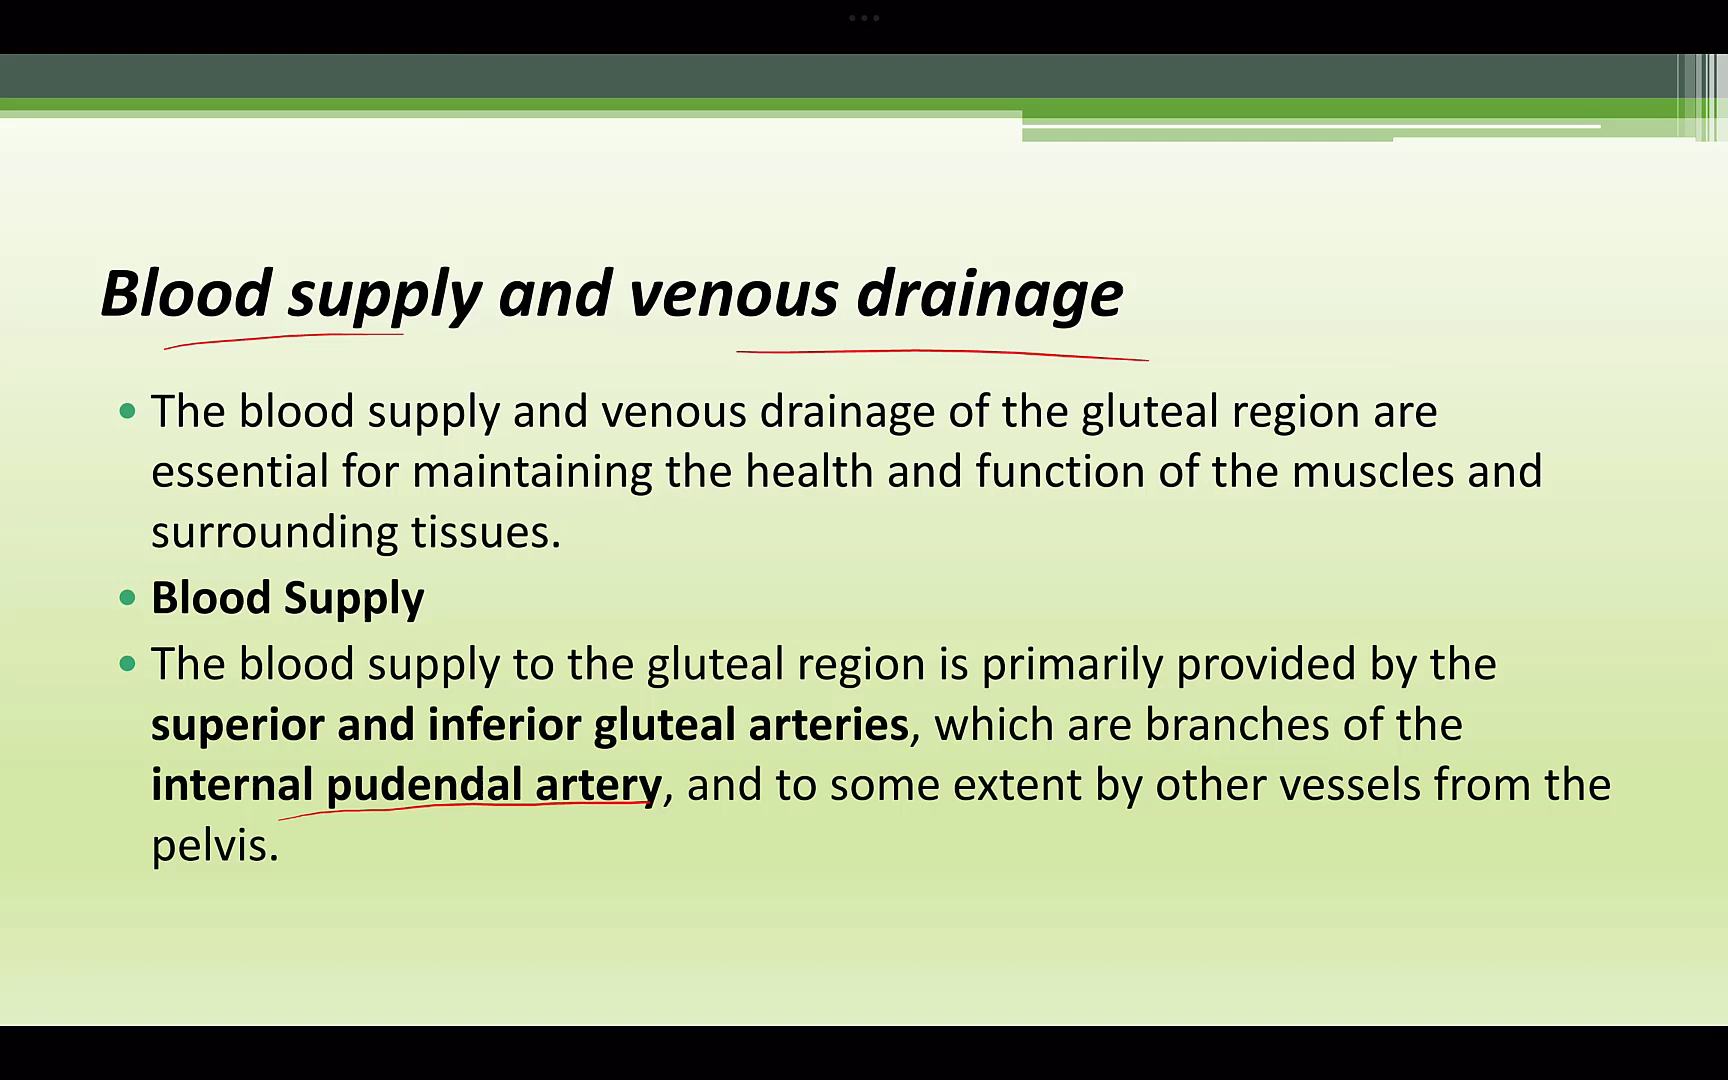 Blood supply and venous drainage
• The blood supply and venous drainage of the gluteal region are
essential for maintaining the health and function of the muscles and
surrounding tissues.
• Blood Supply
• The blood supply to the gluteal region is primarily provided by the
superior and inferior gluteal arteries, which are branches of the
internal pudendal artery, and to some extent by other vessels from the
pelvis.